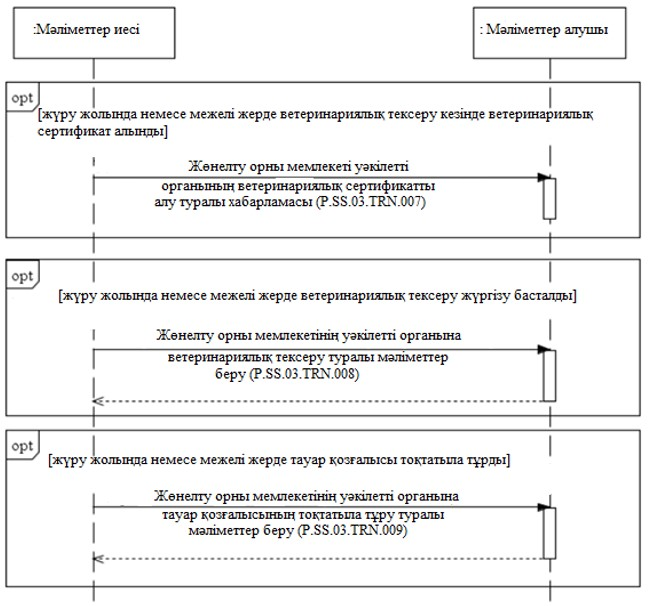 :Мәліметтер иесі
: Мәліметтер алушы
opt
[жүру жолында немесе межелі жерде ветеринариялық тексеру кезінде ветеринариялық
сертификат алынды]
Жөнелту орны мемлекеті уәкілетті
органының ветеринариялық сертификатты
алу туралы хабарламасы (P.SS.03.TRN.007)
opt
[жүру жолында немесе межелі жерде ветеринариялық тексеру жүргізу басталды]
Жөнелту орны мемлекетінің уәкілетті органына
ветеринариялық тексеру туралы мәліметтер
беру (P.SS.03.TRN.008)
opt
[жүру жолында немесе межелі жерде тауар қозғалысы тоқтатыла тұрды]
Жөнелту орны мемлекетінің уәкілетті органына
тауар қозғалысының тоқтатыла тұру туралы
мәліметтер беру (P.SS.03.TRN.009)